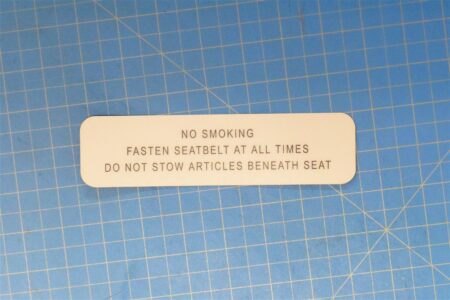 NO SMOKING
FASTEN SEATBELT AT ALL TIMES
DO NOT STOW ARTICLES BENEATH SEAT